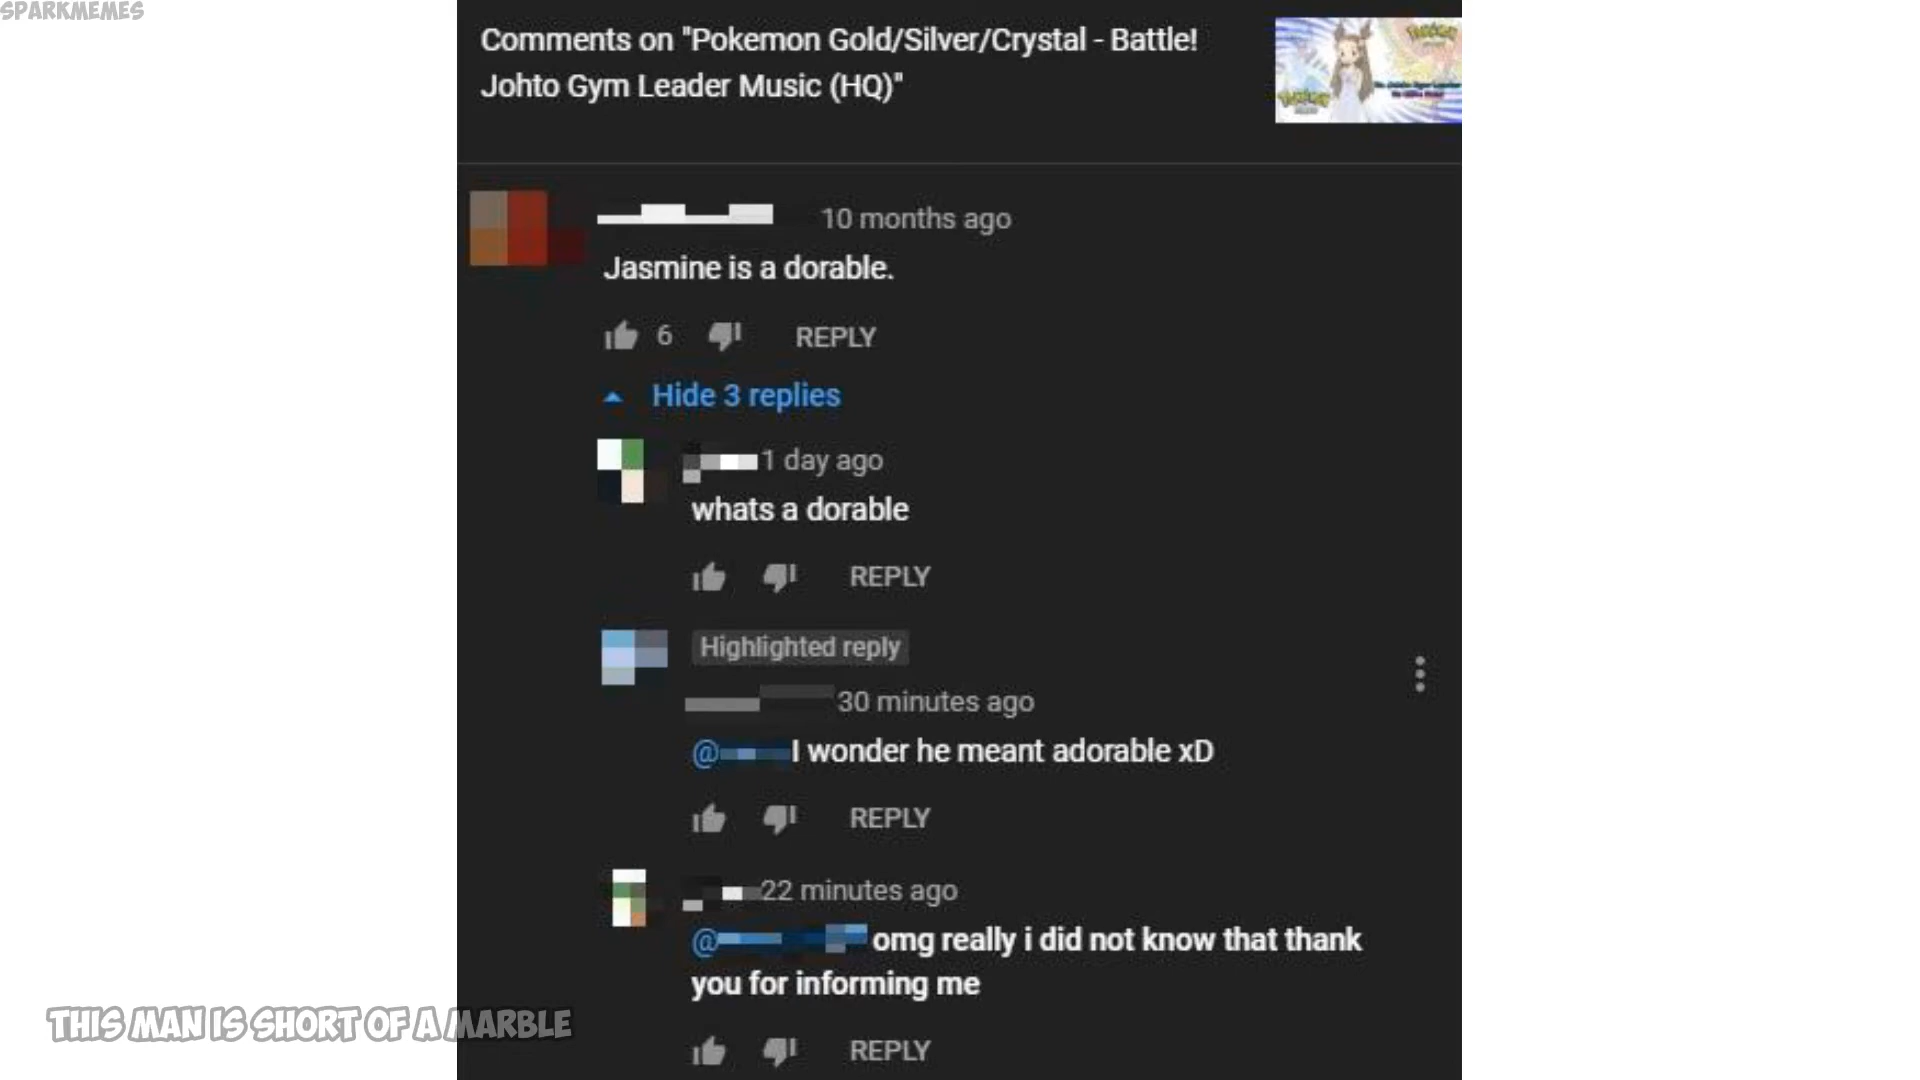 SPARKMEMES
Comments on "Pokemon Gold/Silver/Crystal - Battle!
Johto Gym Leader Music (HQ)"
10 months ago
Jasmine is a dorable.
6 REPLY
Hide 3 replies
1 day ago
whats a dorable
REPLY
Highlighted reply
30 minutes ago
@ I wonder he meant adorable xD
REPLY
22 minutes ago
@ omg really i did not know that thank
you for informing me
THIS MAN IS SHORT OF A MARBLE
REPLY